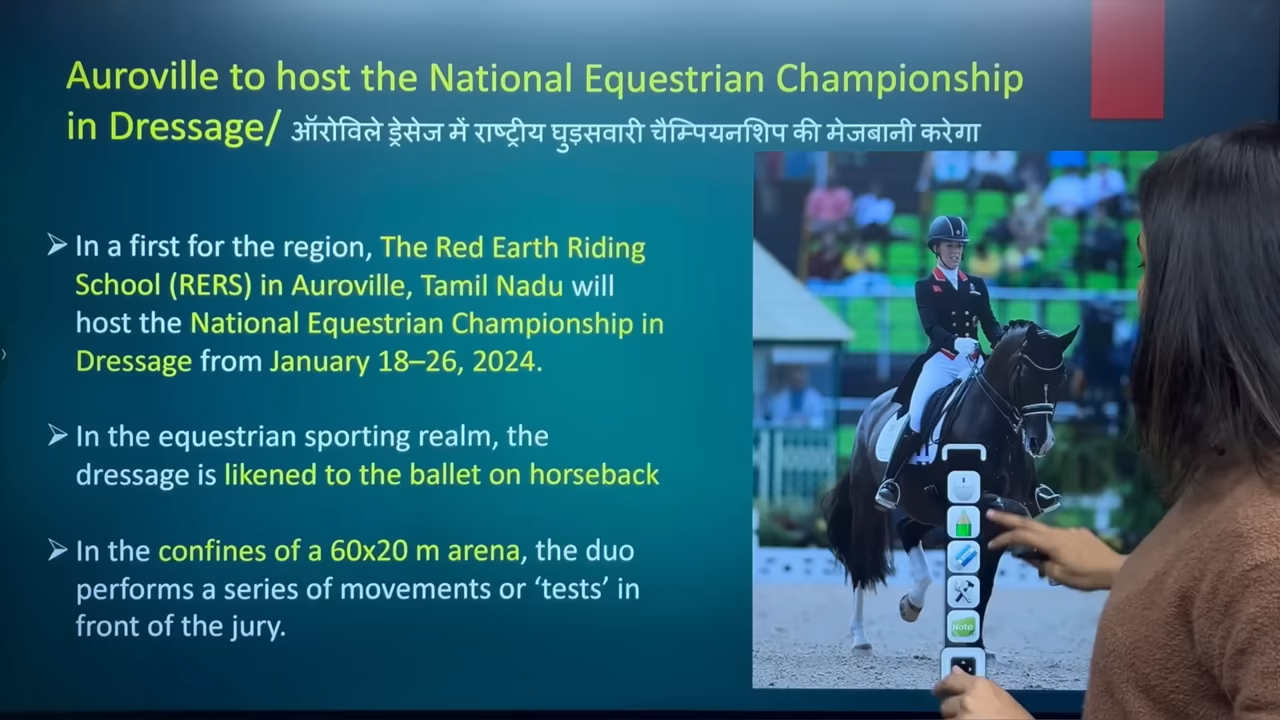 Auroville to host the National Equestrian Championship
in Dressage/ ऑरोविले ड्रेसेज में राष्ट्रीय घुड़सवारी चैम्पियनशिप की मेजबानी करेगा
➢ In a first for the region, The Red Earth Riding
School (RERS) in Auroville, Tamil Nadu will
host the National Equestrian Championship in
Dressage from January 18–26, 2024.
➢ In the equestrian sporting realm, the
dressage is likened to the ballet on horseback
➢ In the confines of a 60x20 m arena, the duo
performs a series of movements or ‘tests’ in
front of the jury.
Note